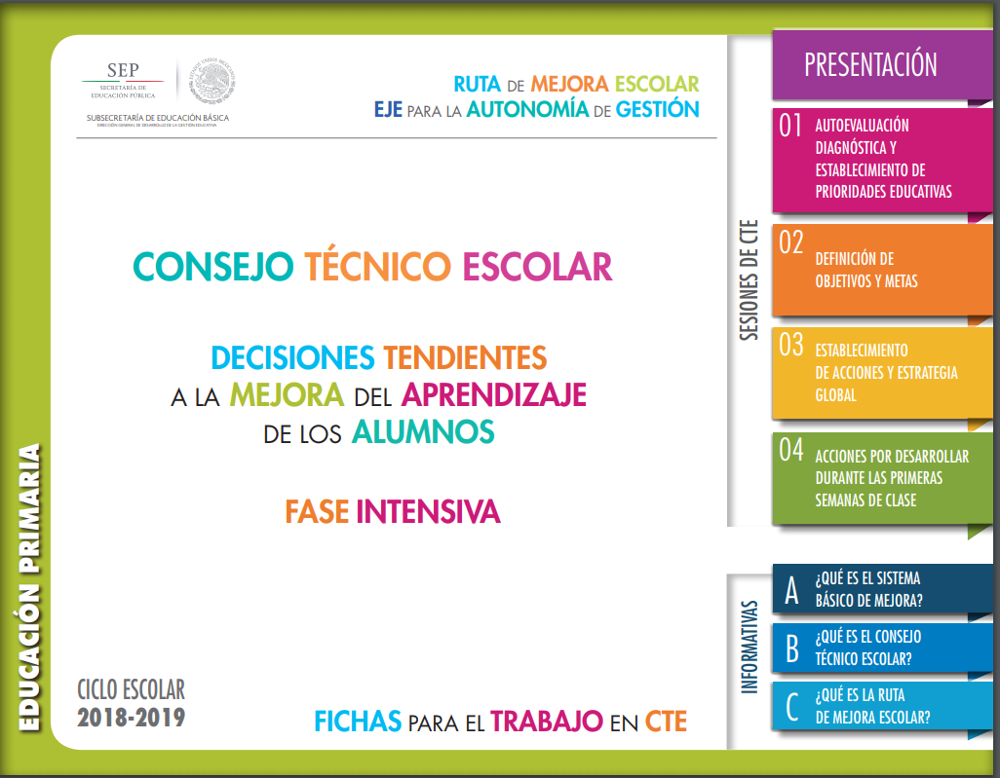 SEP
SECRETARÍA DE
EDUCACIÓN PÚBLICA
ESTADOS UNIDOS MEXICANOS
SUBSECRETARÍA DE EDUCACIÓN BÁSICA
DIRECCIÓN GENERAL DE DESARROLLO DE LA GESTIÓN EDUCATIVA
RUTA DE MEJORA ESCOLAR
EJE PARA LA AUTONOMÍA DE GESTIÓN
CONSEJO TÉCNICO ESCOLAR
DECISIONES TENDIENTES
A LA MEJORA DEL APRENDIZAJE
DE LOS ALUMNOS
FASE INTENSIVA
EDUCACIÓN PRIMARIA
CICLO ESCOLAR
2018-2019
FICHAS PARA EL TRABAJO EN CTE
PRESENTACIÓN
SESIONES DE CTE
01 AUTOEVALUACIÓN
DIAGNÓSTICA Y
ESTABLECIMIENTO DE
PRIORIDADES EDUCATIVAS
02 DEFINICIÓN DE
OBJETIVOS Y METAS
03 ESTABLECIMIENTO
DE ACCIONES Y ESTRATEGIA
GLOBAL
04 ACCIONES POR DESARROLLAR
DURANTE LAS PRIMERAS
SEMANAS DE CLASE
INFORMATIVAS
A ¿QUÉ ES EL SISTEMA
BÁSICO DE MEJORA?
B ¿QUÉ ES EL CONSEJO
TÉCNICO ESCOLAR?
C ¿QUÉ ES LA RUTA
DE MEJORA ESCOLAR?